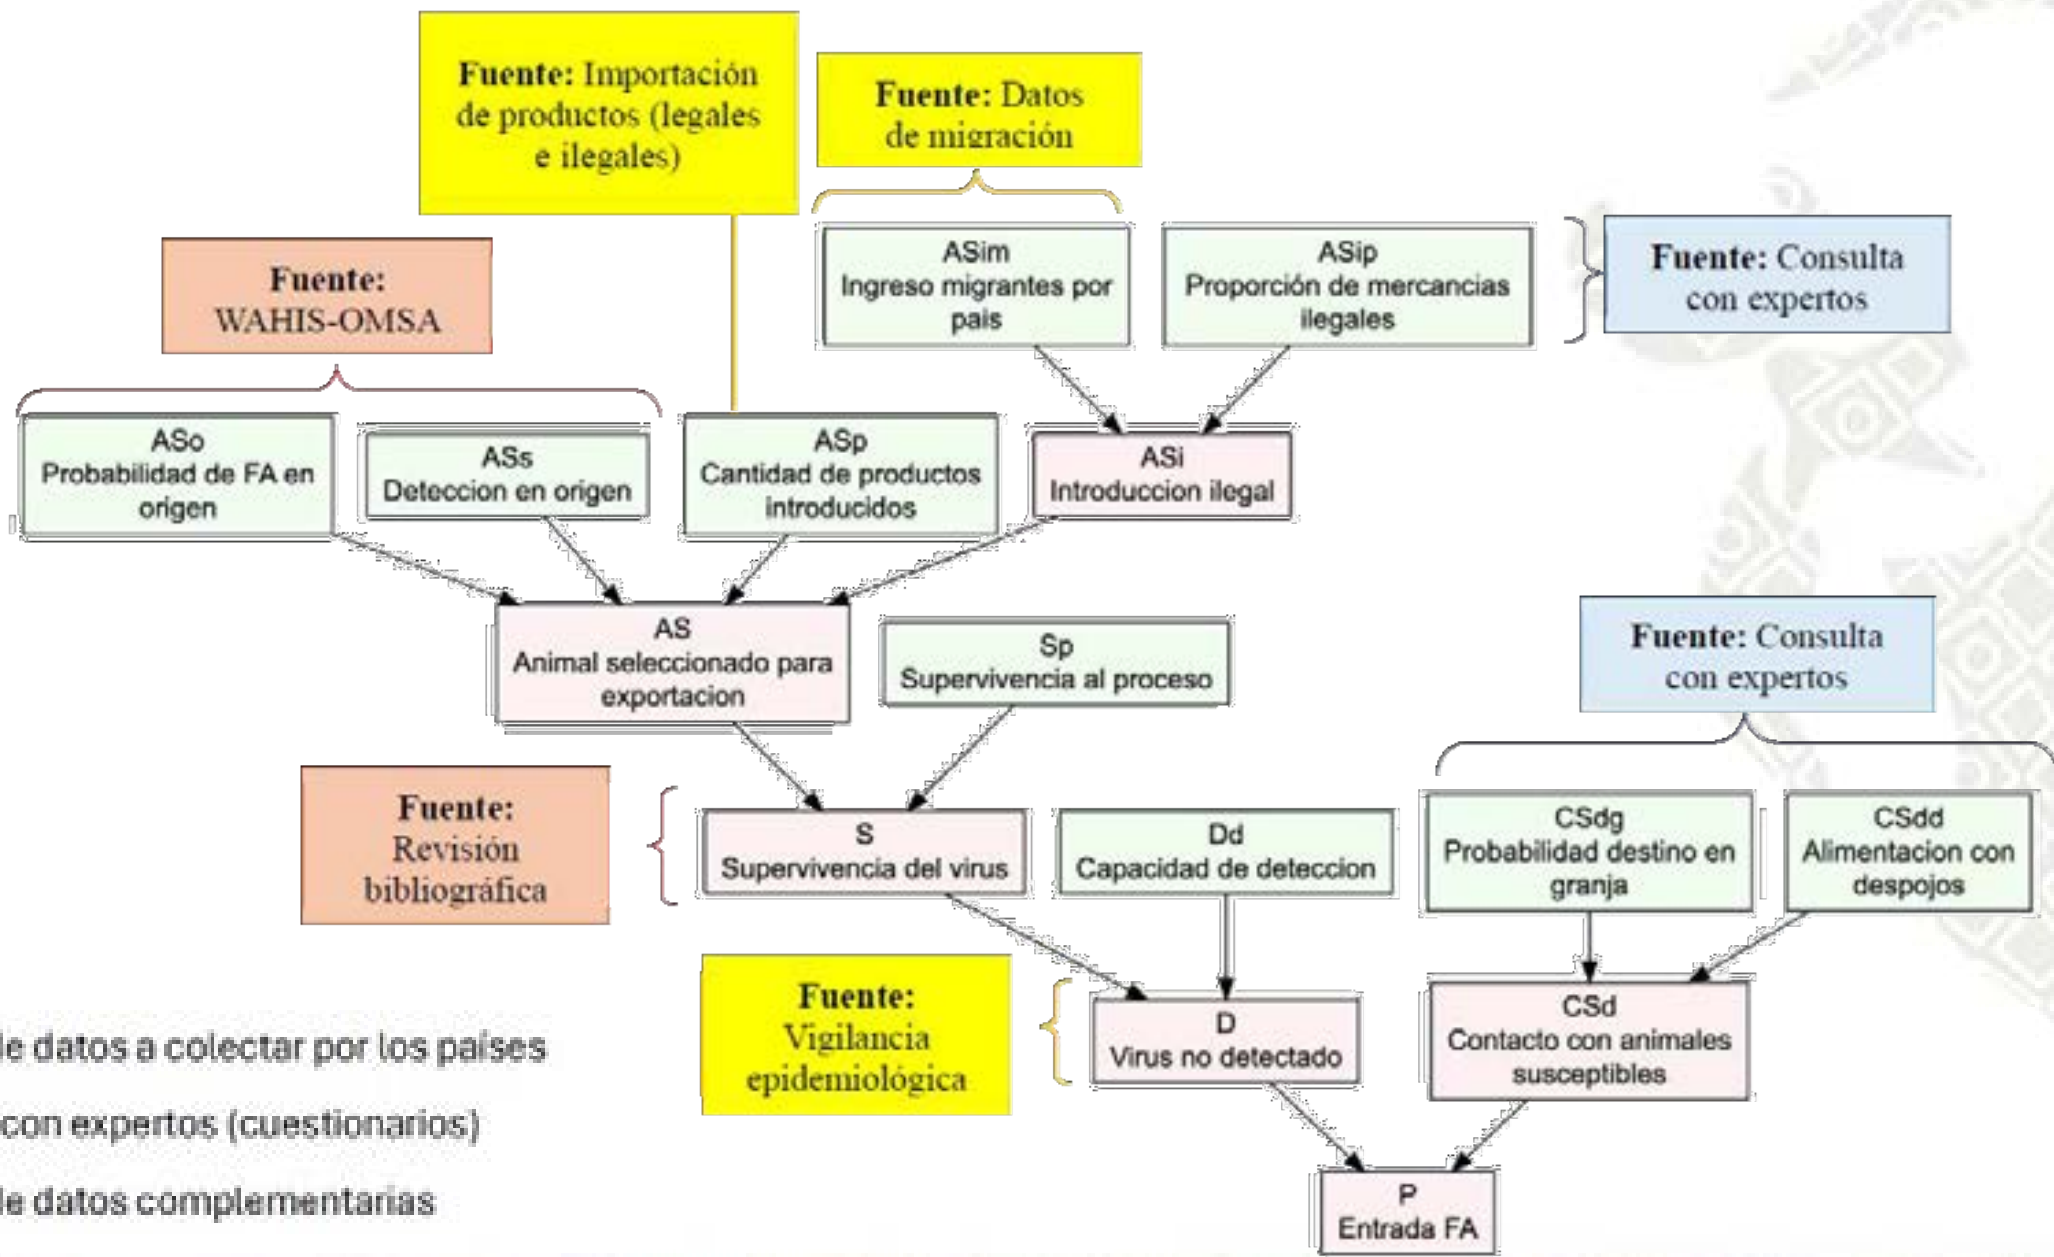 Fuente: Importación
de productos (legales
e ilegales)
Fuente: Datos
de migración
Fuente:
WAHIS-OMSA
ASim
Ingreso migrantes por
pais
ASip
Proporción de mercancias
ilegales
Fuente: Consulta
con expertos
ASo
Probabilidad de FA en
origen
ASs
Deteccion en origen
ASp
Cantidad de productos
introducidos
ASi
Introduccion ilegal
AS
Animal seleccionado para
exportacion
Sp
Supervivencia al proceso
Fuente: Consulta
con expertos
Fuente:
Revisión
bibliográfica
S
Supervivencia del virus
Dd
Capacidad de deteccion
CSdg
Probabilidad destino en
granja
CSdd
Alimentacion con
despojos
Fuente:
Vigilancia
epidemiológica
D
Virus no detectado
CSd
Contacto con animales
susceptibles
de datos a colectar por los países
con expertos (cuestionarios)
de datos complementarias
P
Entrada FA